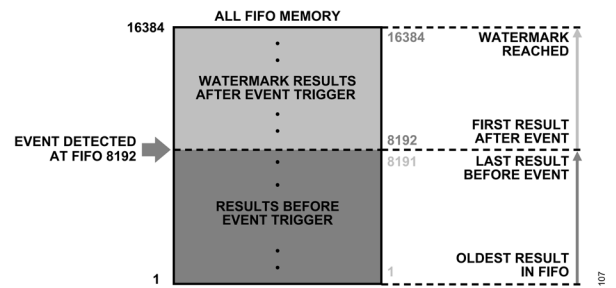 ALL FIFO MEMORY
16384
16384
WATERMARK
REACHED
WATERMARK RESULTS
AFTER EVENT TRIGGER
FIRST RESULT
AFTER EVENT
EVENT DETECTED
AT FIFO 8192
8192
8191
LAST RESULT
BEFORE EVENT
RESULTS BEFORE
EVENT TRIGGER
OLDEST RESULT
IN FIFO
1
1
107